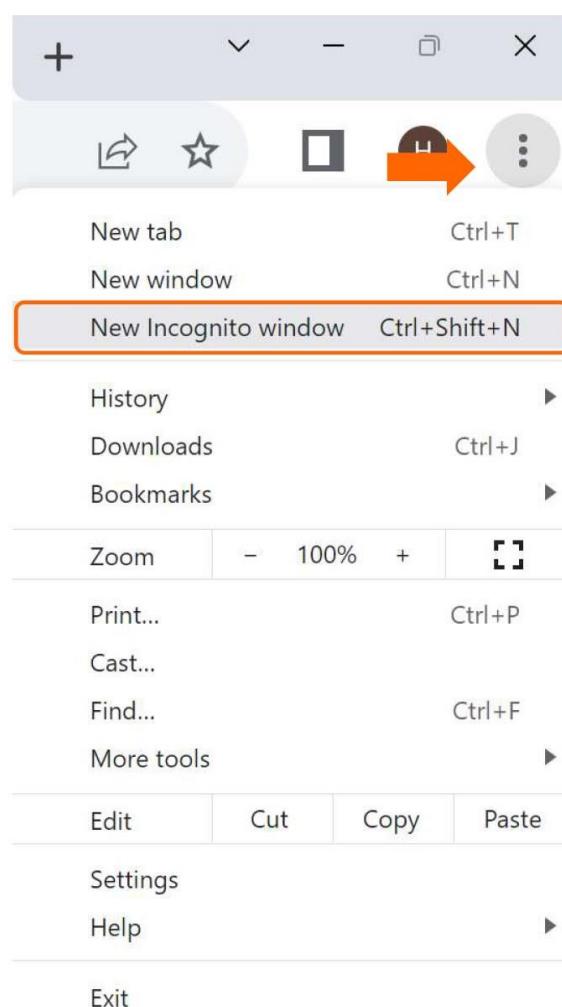 New tab Ctrl+T
New window Ctrl+N
New Incognito window Ctrl+Shift+N
History
Downloads Ctrl+J
Bookmarks
Zoom − 100% +
Print... Ctrl+P
Cast...
Find... Ctrl+F
More tools
Edit Cut Copy Paste
Settings
Help
Exit